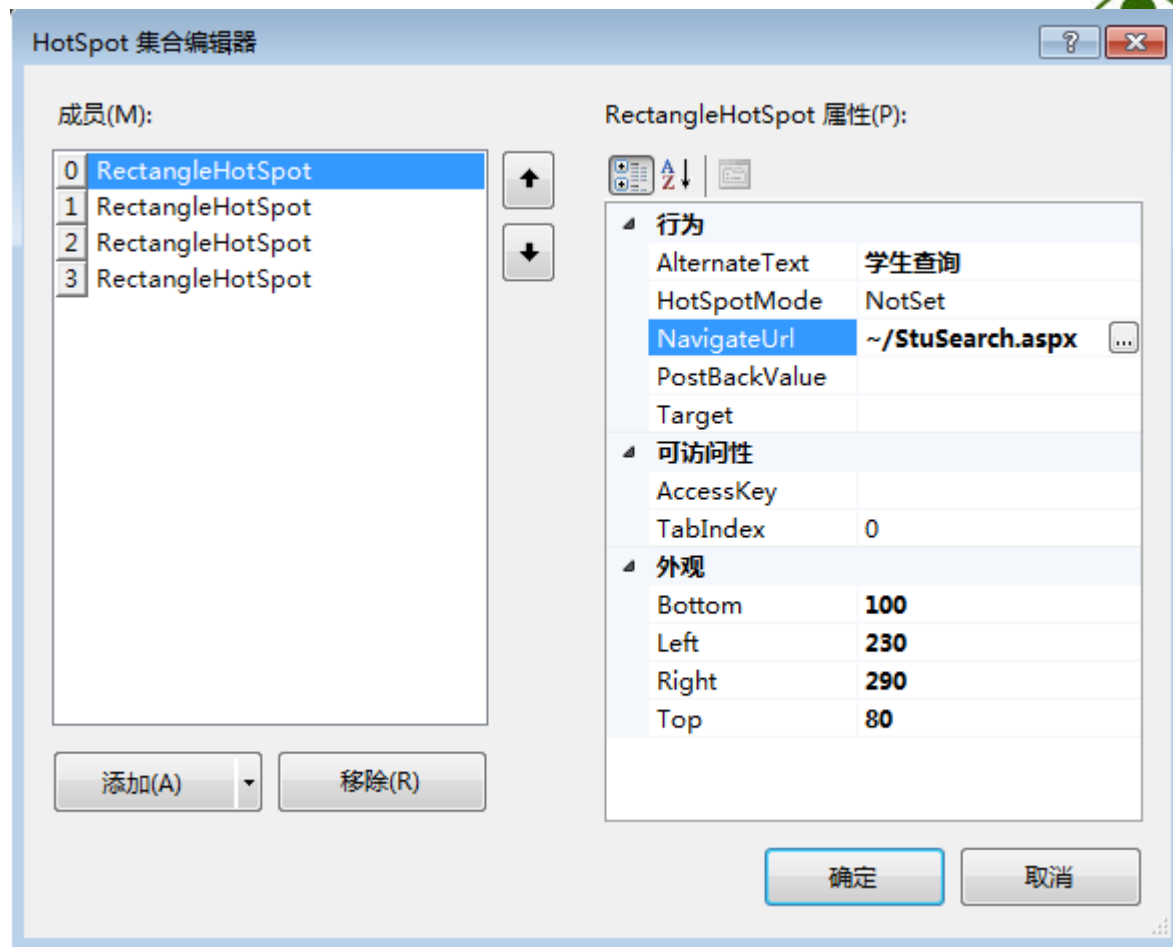 HotSpot 集合编辑器
成员(M):
0 RectangleHotSpot
1 RectangleHotSpot
2 RectangleHotSpot
3 RectangleHotSpot
添加(A)
移除(R)
RectangleHotSpot 属性(P):
行为
AlternateText 学生查询
HotSpotMode NotSet
NavigateUrl ~/StuSearch.aspx ...
PostBackValue
Target
可访问性
AccessKey
TabIndex 0
外观
Bottom 100
Left 230
Right 290
Top 80
确定
取消